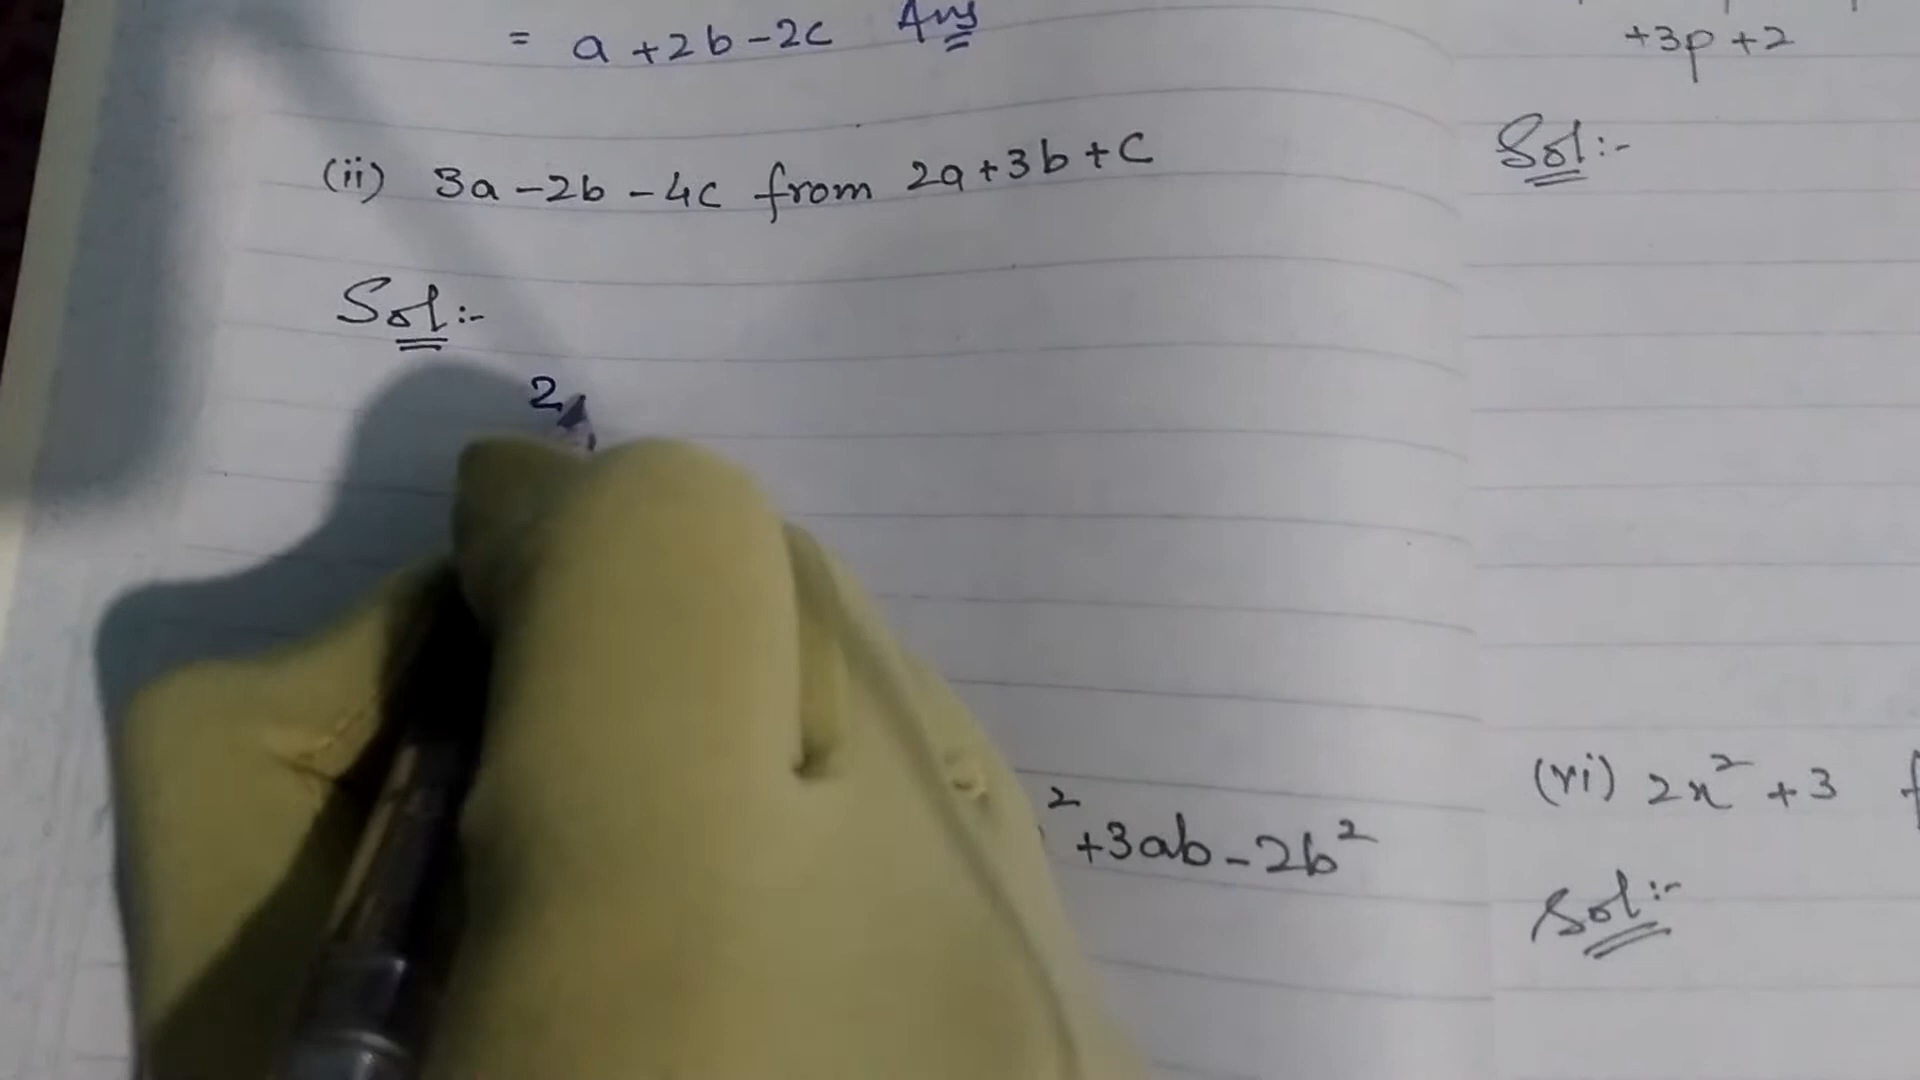 = a+2b-2c Ans
(ii) 3a-2b-4c from 2a+3b+c
Sol:-
2
²+3ab-2b²
+3p+2
Sol:-
(vi) 2x²+3
Sol:-